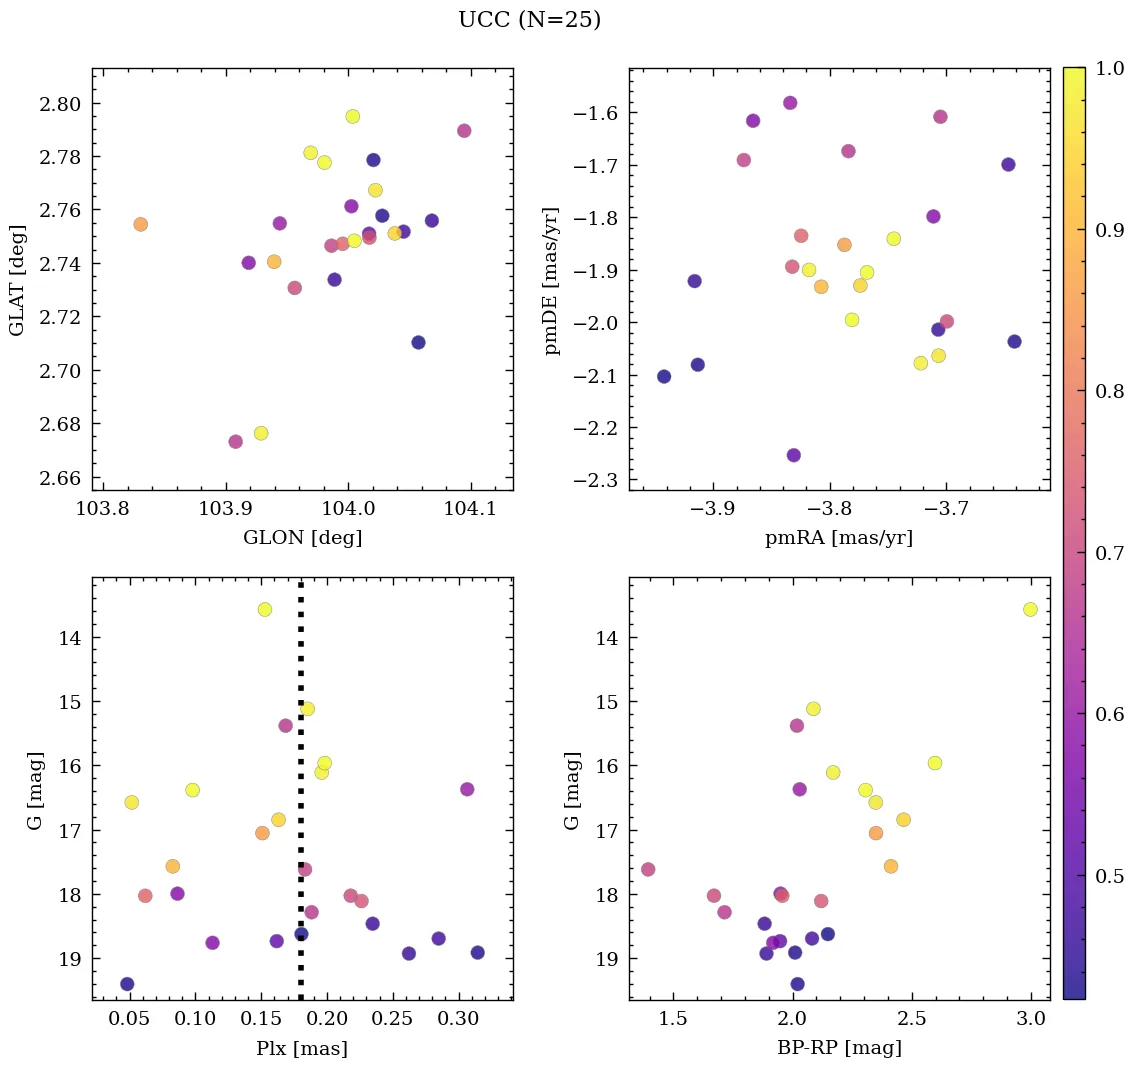 UCC (N=25)
2.80
2.78
2.76
2.74
2.72
2.70
2.68
2.66
GLAT [deg]
103.8 103.9 104.0 104.1
GLON [deg]
−1.6
−1.7
−1.8
−1.9
−2.0
−2.1
−2.2
−2.3
pmDE [mas/yr]
−3.9 −3.8 −3.7
pmRA [mas/yr]
1.0
0.9
0.8
0.7
0.6
0.5
14
15
16
17
18
19
G [mag]
0.05 0.10 0.15 0.20 0.25 0.30
Plx [mas]
14
15
16
17
18
19
G [mag]
1.5 2.0 2.5 3.0
BP-RP [mag]